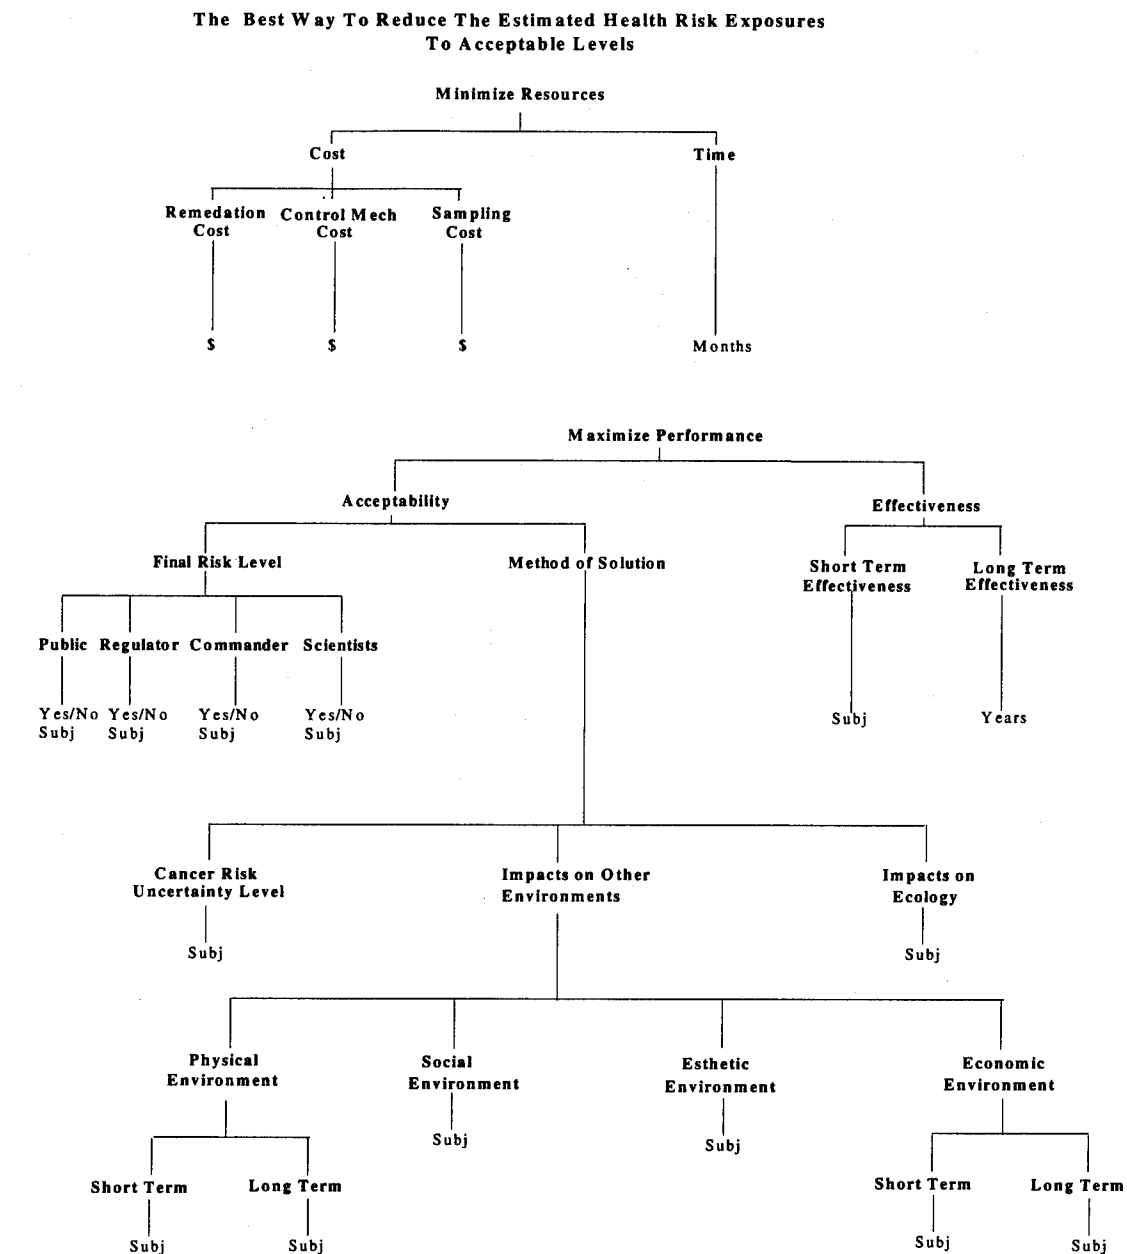 The Best Way To Reduce The Estimated Health Risk Exposures
To Acceptable Levels
Minimize Resources
Cost
Time
Remedation
Cost
Control Mech
Cost
Sampling
Cost
$
$
$
Months
Maximize Performance
Acceptability
Effectiveness
Final Risk Level
Method of Solution
Short Term
Effectiveness
Long Term
Effectiveness
Public
Regulator
Commander
Scientists
Yes/No
Subj
Yes/No
Subj
Yes/No
Subj
Yes/No
Subj
Subj
Years
Cancer Risk
Uncertainty Level
Impacts on Other
Environments
Impacts on
Ecology
Subj
Subj
Physical
Environment
Social
Environment
Esthetic
Environment
Economic
Environment
Subj
Subj
Short Term
Long Term
Short Term
Long Term
Subj
Subj
Subj
Subj